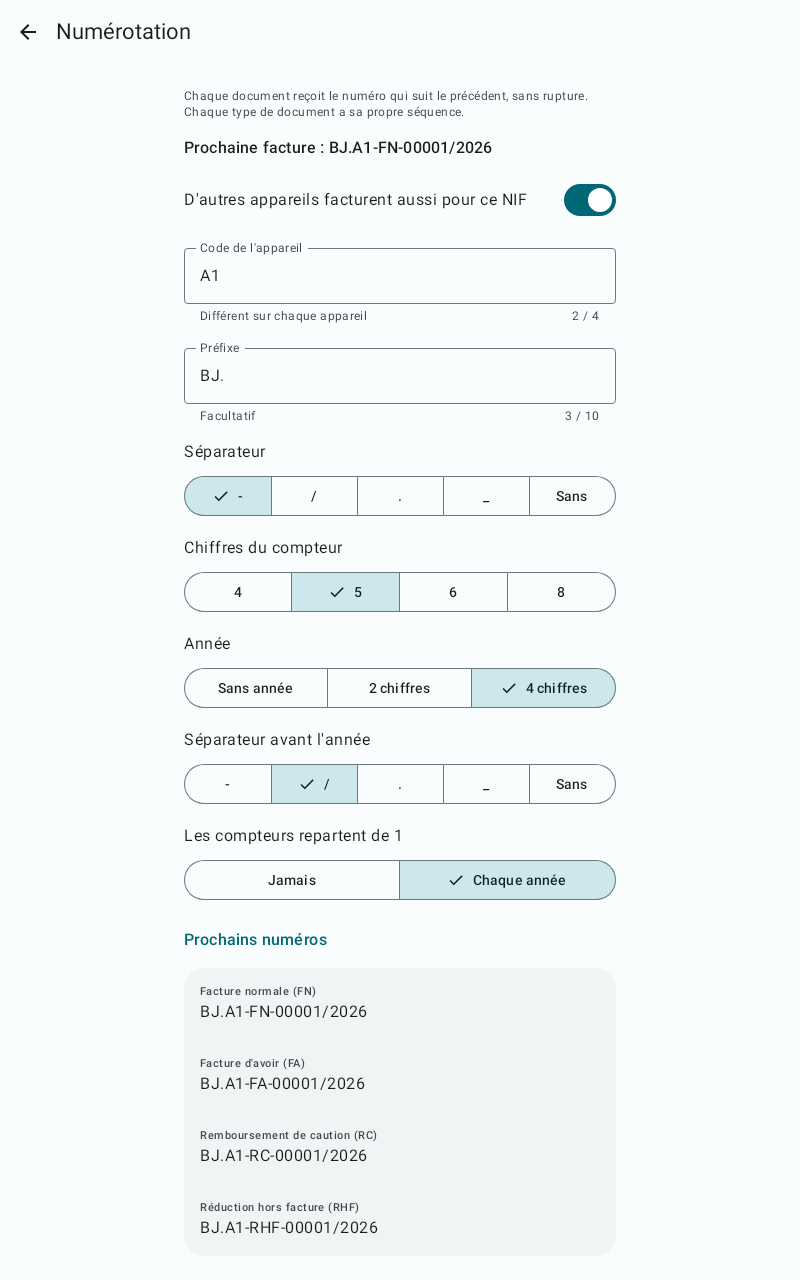 Numérotation
Chaque document reçoit le numéro qui suit le précédent, sans rupture.
Chaque type de document a sa propre séquence.
Prochaine facture : BJ.A1-FN-00001/2026
D'autres appareils facturent aussi pour ce NIF
Code de l'appareil
A1
Différent sur chaque appareil 2 / 4
Préfixe
BJ.
Facultatif 3 / 10
Séparateur
- / . _ Sans
Chiffres du compteur
4 5 6 8
Année
Sans année 2 chiffres 4 chiffres
Séparateur avant l'année
- / . _ Sans
Les compteurs repartent de 1
Jamais Chaque année
Prochains numéros
Facture normale (FN)
BJ.A1-FN-00001/2026
Facture d'avoir (FA)
BJ.A1-FA-00001/2026
Remboursement de caution (RC)
BJ.A1-RC-00001/2026
Réduction hors facture (RHF)
BJ.A1-RHF-00001/2026